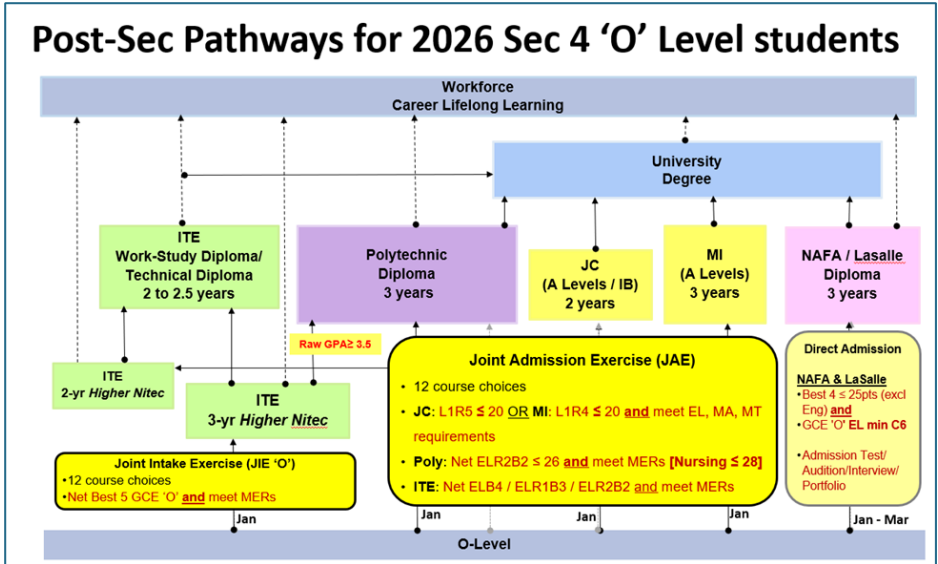 Post-Sec Pathways for 2026 Sec 4 ‘O’ Level students
Workforce
Career Lifelong Learning
University
Degree
ITE
Work-Study Diploma/
Technical Diploma
2 to 2.5 years
Polytechnic
Diploma
3 years
JC
(A Levels / IB)
2 years
MI
(A Levels)
3 years
NAFA / Lasalle
Diploma
3 years
Raw GPA≥ 3.5
ITE
2-yr Higher Nitec
ITE
3-yr Higher Nitec
Joint Intake Exercise (JIE ‘O’)
•12 course choices
•Net Best 5 GCE ‘O’ and meet MERs
Joint Admission Exercise (JAE)
• 12 course choices
• JC: L1R5 ≤ 20 OR MI: L1R4 ≤ 20 and meet EL, MA, MT
requirements
• Poly: Net ELR2B2 ≤ 26 and meet MERs [Nursing ≤ 28]
• ITE: Net ELB4 / ELR1B3 / ELR2B2 and meet MERs
Direct Admission
NAFA & LaSalle
•Best 4 ≤ 25pts (excl
Eng) and
•GCE 'O' EL min C6
•Admission Test/
Audition/Interview/
Portfolio
Jan
Jan
Jan
Jan
Jan - Mar
O-Level